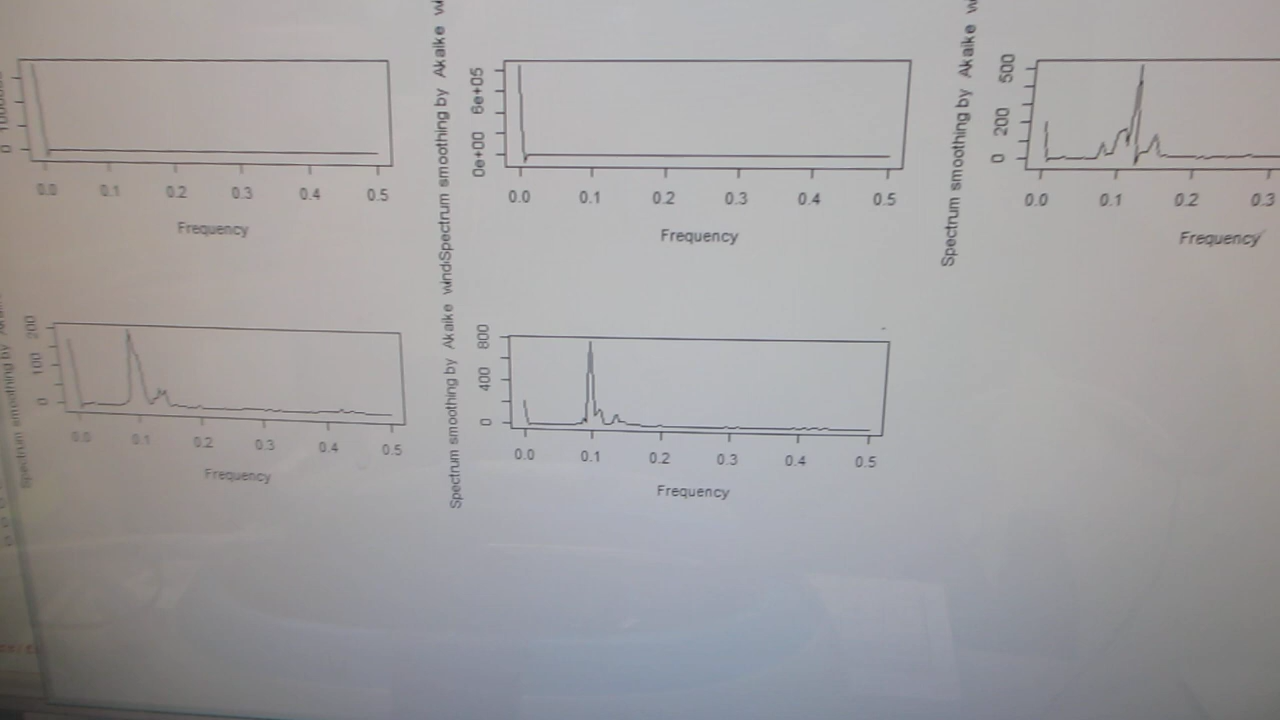 0
0.0 0.1 0.2 0.3 0.4 0.5
Frequency
Spectrum smoothing by Akaike
0e+00 6e+05
0.0 0.1 0.2 0.3 0.4 0.5
Frequency
Spectrum smoothing by Akaike
0 200 500
0.0 0.1 0.2 0.3
Frequency
spectrum smoothing by
0 100 200
0.0 0.1 0.2 0.3 0.4 0.5
Frequency
Spectrum smoothing by Akaike wind
0 400 800
0.0 0.1 0.2 0.3 0.4 0.5
Frequency